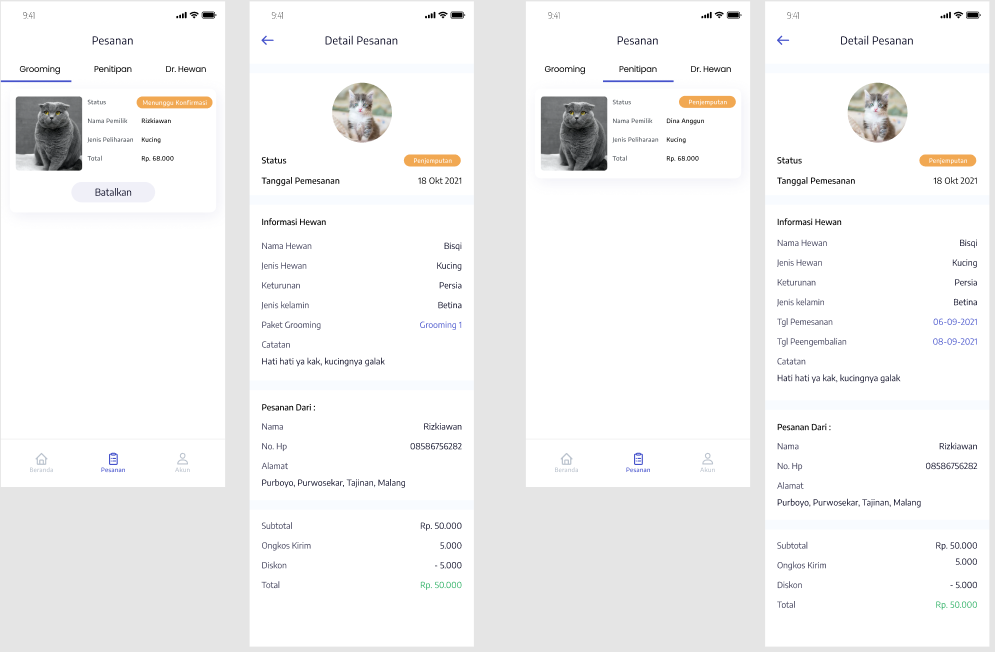 9:41
Pesanan
Grooming Penitipan Dr. Hewan
Status Menunggu Konfirmasi
Nama Pemilik Rizkiawan
Jenis Peliharaan Kucing
Total Rp. 68.000
Batalkan
Beranda Pesanan Akun
9:41
Detail Pesanan
Status Penjemputan
Tanggal Pemesanan 18 Okt 2021
Informasi Hewan
Nama Hewan Bisqi
Jenis Hewan Kucing
Keturunan Persia
Jenis kelamin Betina
Paket Grooming Grooming 1
Catatan
Hati hati ya kak, kucingnya galak
Pesanan Dari :
Nama Rizkiawan
No. Hp 08586756282
Alamat
Purboyo, Purwosekar, Tajinan, Malang
Subtotal Rp. 50.000
Ongkos Kirim 5.000
Diskon - 5.000
Total Rp. 50.000
9:41
Pesanan
Grooming Penitipan Dr. Hewan
Status Penjemputan
Nama Pemilik Dina Anggun
Jenis Peliharaan Kucing
Total Rp. 68.000
Beranda Pesanan Akun
9:41
Detail Pesanan
Status Penjemputan
Tanggal Pemesanan 18 Okt 2021
Informasi Hewan
Nama Hewan Bisqi
Jenis Hewan Kucing
Keturunan Persia
Jenis kelamin Betina
Tgl Pemesanan 06-09-2021
Tgl Peengembalian 08-09-2021
Catatan
Hati hati ya kak, kucingnya galak
Pesanan Dari :
Nama Rizkiawan
No. Hp 08586756282
Alamat
Purboyo, Purwosekar, Tajinan, Malang
Subtotal Rp. 50.000
Ongkos Kirim 5.000
Diskon - 5.000
Total Rp. 50.000